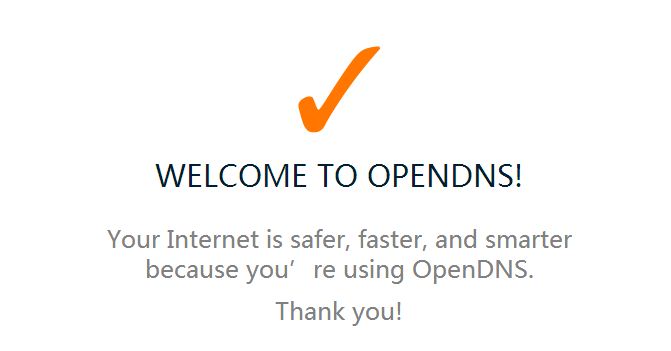 WELCOME TO OPENDNS!
Your Internet is safer, faster, and smarter
because you’re using OpenDNS.
Thank you!